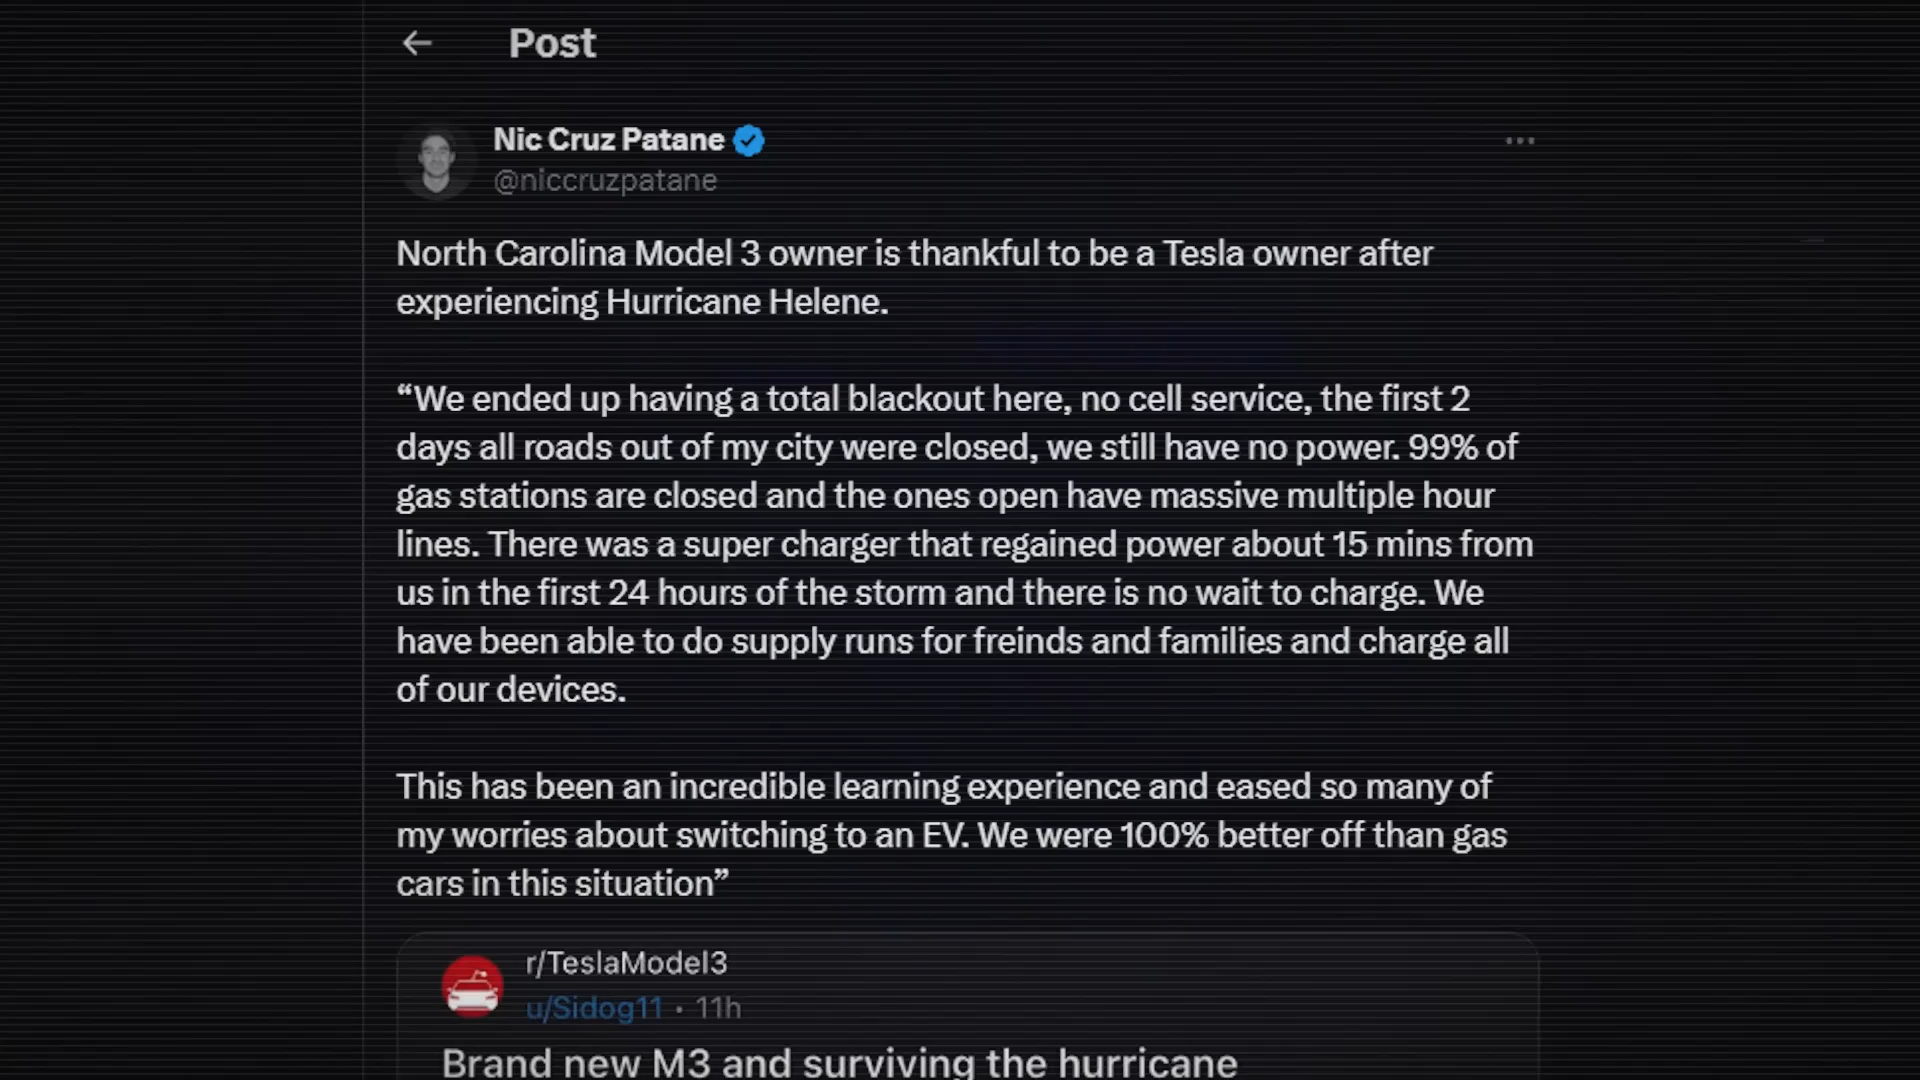 Post
Nic Cruz Patane
@niccruzpatane
North Carolina Model 3 owner is thankful to be a Tesla owner after
experiencing Hurricane Helene.
“We ended up having a total blackout here, no cell service, the first 2
days all roads out of my city were closed, we still have no power. 99% of
gas stations are closed and the ones open have massive multiple hour
lines. There was a super charger that regained power about 15 mins from
us in the first 24 hours of the storm and there is no wait to charge. We
have been able to do supply runs for freinds and families and charge all
of our devices.
This has been an incredible learning experience and eased so many of
my worries about switching to an EV. We were 100% better off than gas
cars in this situation”
r/TeslaModel3
u/Sidog11 · 11h
Brand new M3 and surviving the hurricane